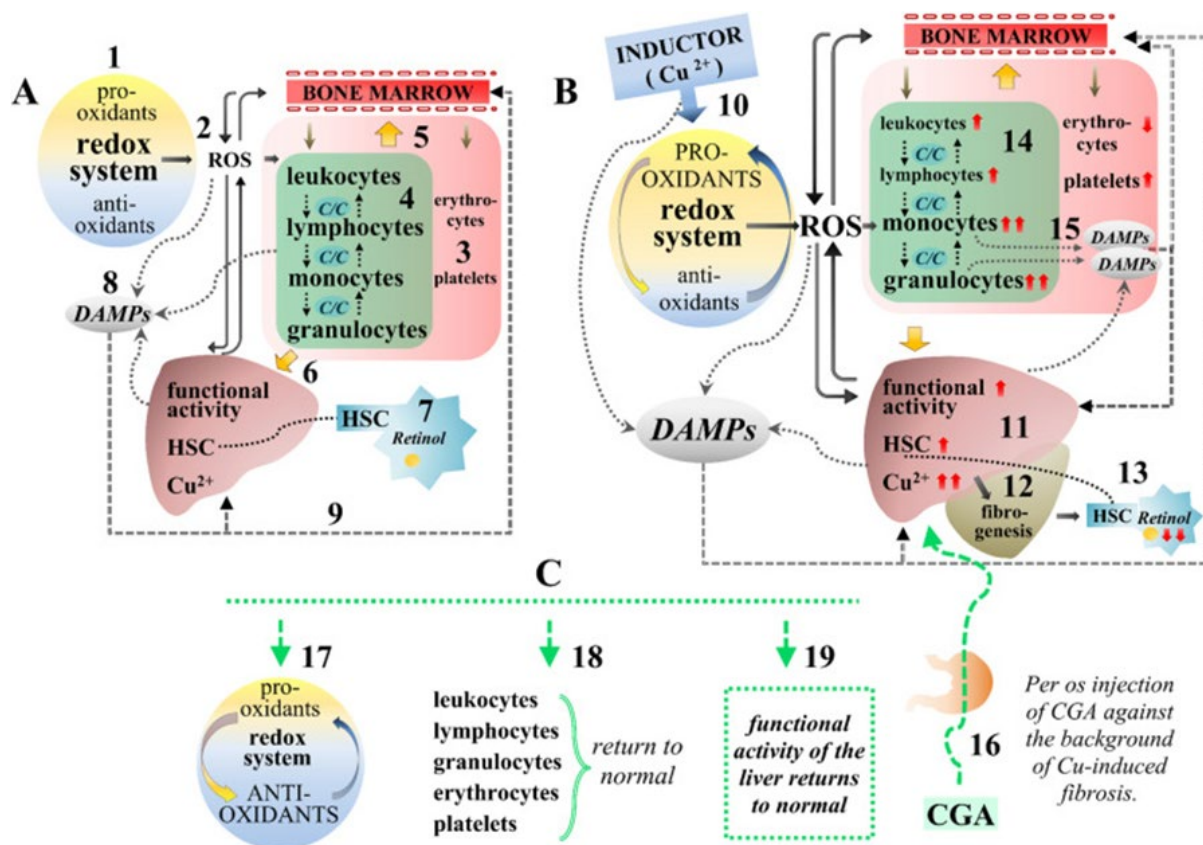 A
1
pro-
oxidants
redox
system
anti-
oxidants
2
ROS
BONE MARROW
5
leukocytes
C/C
4
lymphocytes
C/C
monocytes
C/C
granulocytes
erythro-
cytes
3
platelets
8
DAMPs
6
functional
activity
HSC
Cu²⁺
HSC
7
Retinol
9
B
INDUCTOR
( Cu ²⁺ )
10
PRO-
OXIDANTS
redox
system
anti-
oxidants
ROS
BONE MARROW
leukocytes
14
C/C
lymphocytes
C/C
monocytes
C/C
granulocytes
erythro-
cytes
platelets
15
DAMPs
DAMPs
DAMPs
functional
activity
11
HSC
Cu²⁺
12
fibro-
genesis
13
HSC
Retinol
C
17
pro-
oxidants
redox
system
ANTI-
OXIDANTS
18
leukocytes
lymphocytes
granulocytes
erythrocytes
platelets
return to
normal
19
functional
activity of the
liver returns
to normal
16
CGA
Per os injection
of CGA against
the background
of Cu-induced
fibrosis.